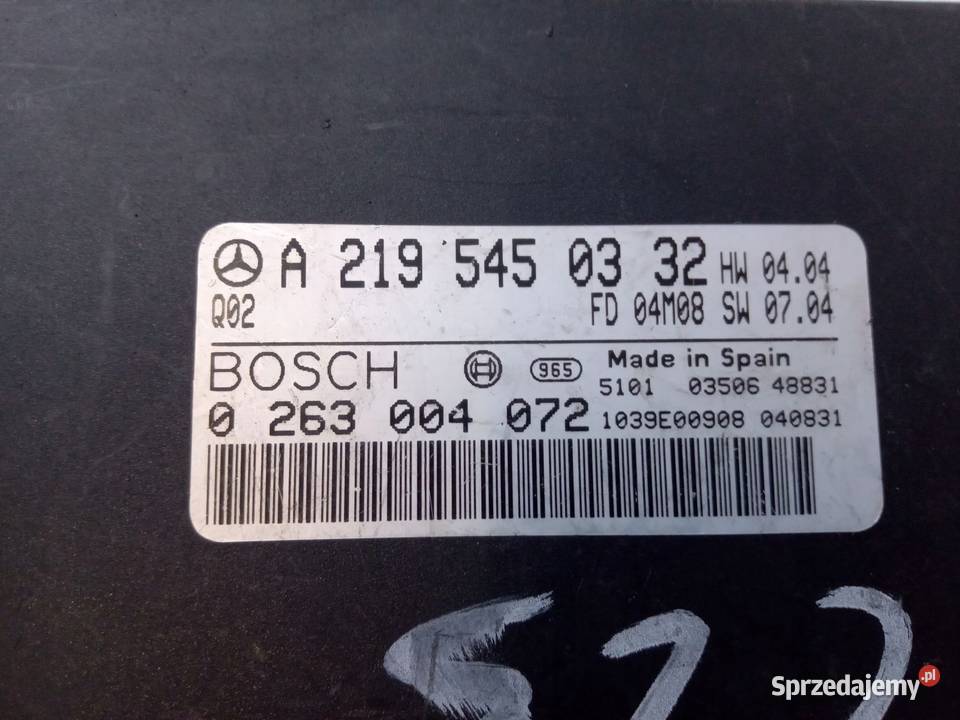 A 219 545 03 32 HW 04.04
Q02 FD 04M08 SW 07.04
BOSCH 965 Made in Spain
5101 03506 48831
0 263 004 072 1039E00908 040831
Sprzedajemy.pl